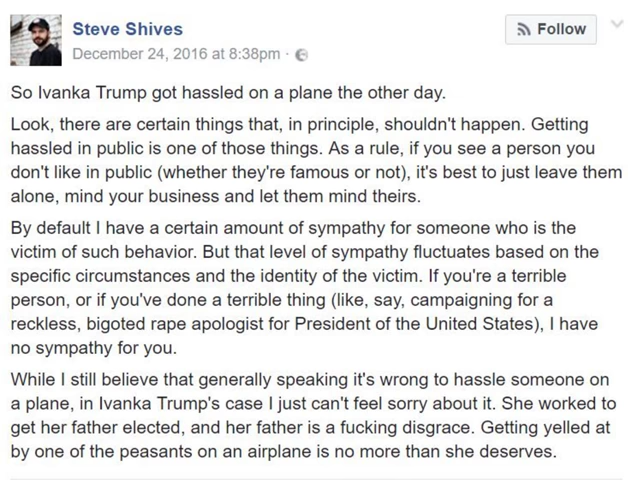 Steve Shives
Follow
December 24, 2016 at 8:38pm ·
So Ivanka Trump got hassled on a plane the other day.
Look, there are certain things that, in principle, shouldn't happen. Getting
hassled in public is one of those things. As a rule, if you see a person you
don't like in public (whether they're famous or not), it's best to just leave them
alone, mind your business and let them mind theirs.
By default I have a certain amount of sympathy for someone who is the
victim of such behavior. But that level of sympathy fluctuates based on the
specific circumstances and the identity of the victim. If you're a terrible
person, or if you've done a terrible thing (like, say, campaigning for a
reckless, bigoted rape apologist for President of the United States), I have
no sympathy for you.
While I still believe that generally speaking it's wrong to hassle someone on
a plane, in Ivanka Trump's case I just can't feel sorry about it. She worked to
get her father elected, and her father is a fucking disgrace. Getting yelled at
by one of the peasants on an airplane is no more than she deserves.